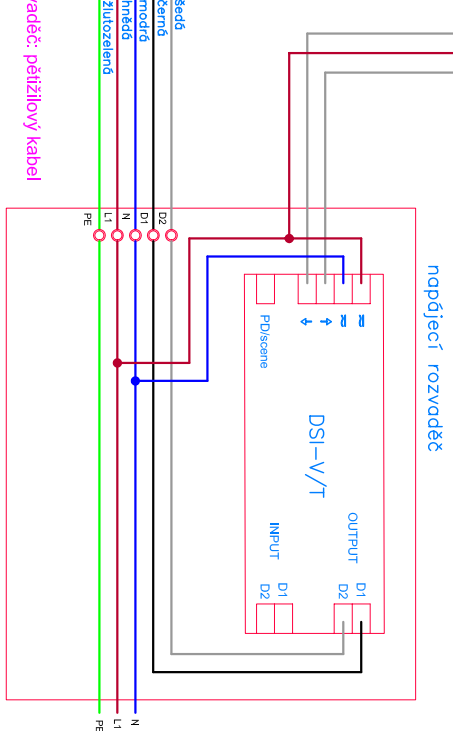 napájecí rozvaděč
šedá
černá
modrá
hnědá
žlutozelená
vaděč: pětižilový kabel
D2
D1
N
L1
PE
PD/scene
DSI-V/T
OUTPUT
INPUT
D1
D2
D1
D2
N
L1
PE